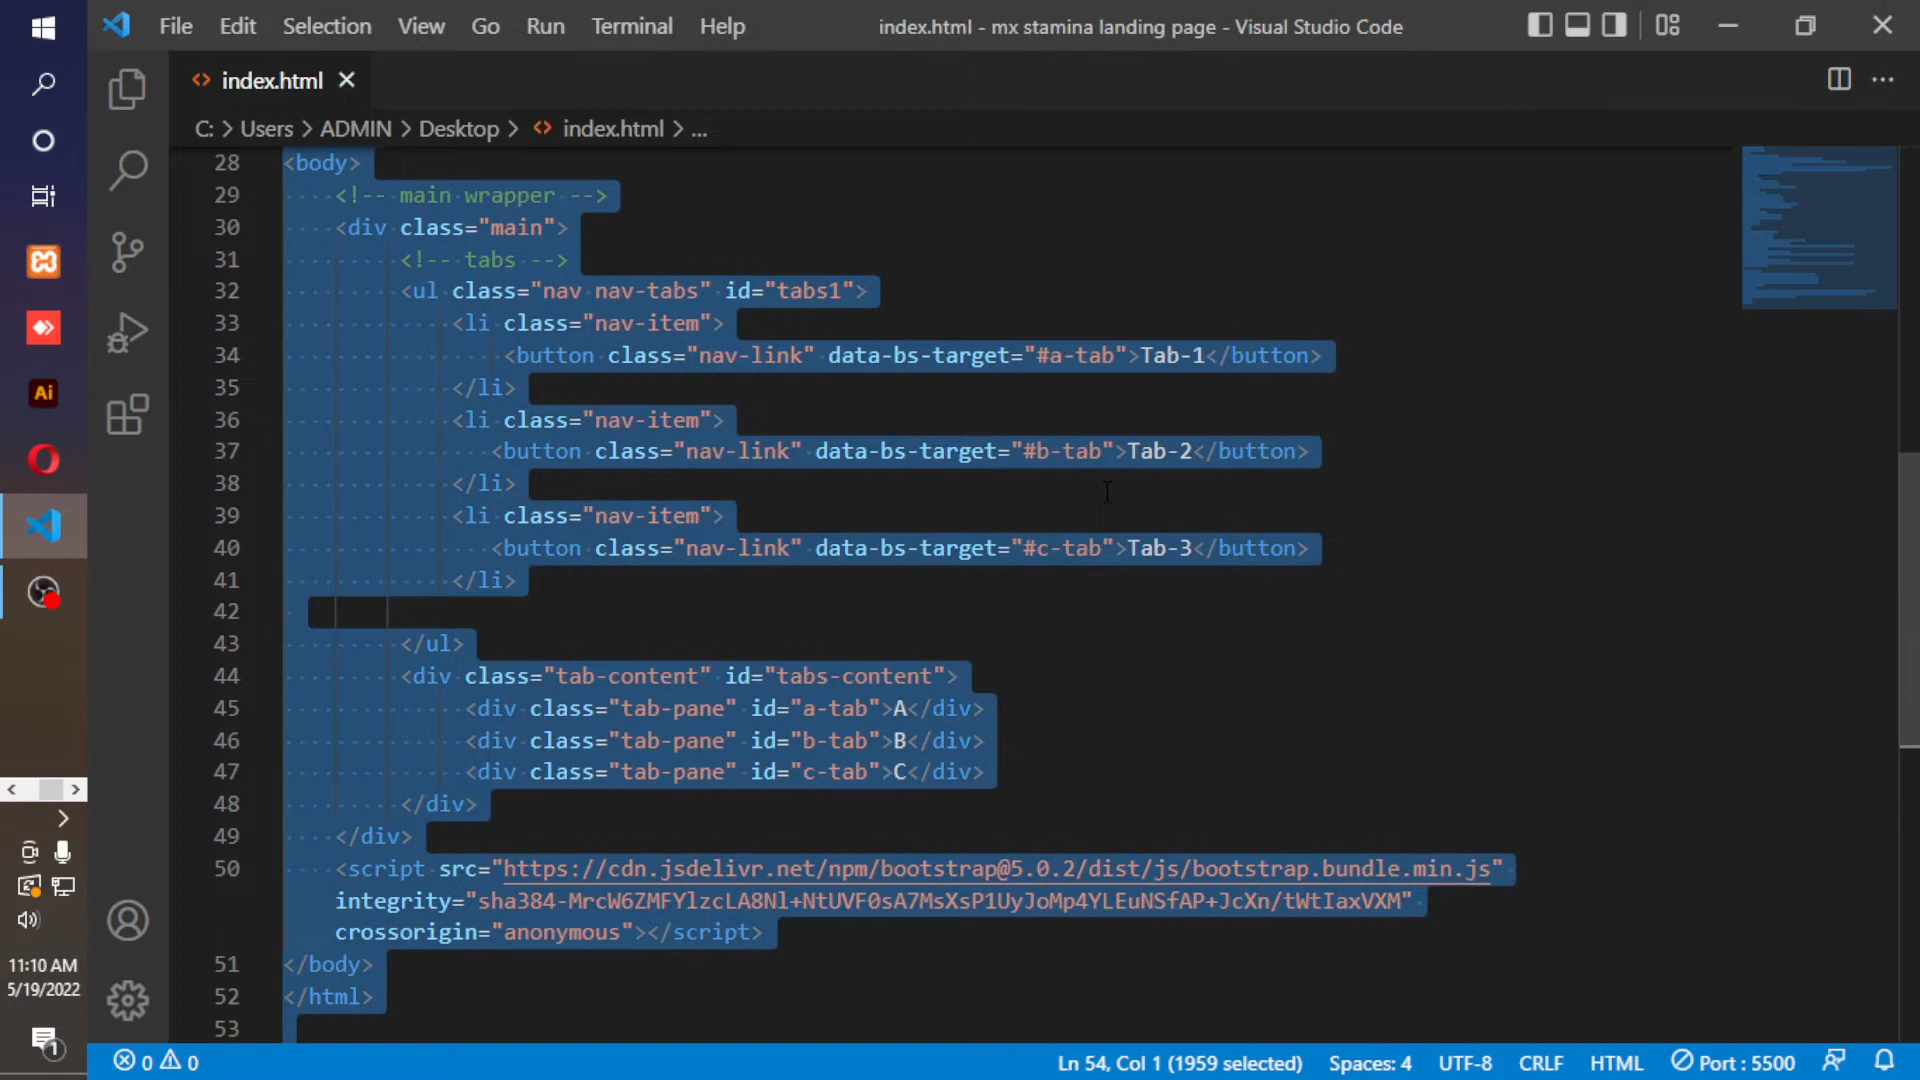 File Edit Selection View Go Run Terminal Help index.html - mx stamina landing page - Visual Studio Code
index.html
C: > Users > ADMIN > Desktop > index.html > ...
28 <body>
29 <!-- main wrapper -->
30 <div class="main">
31 <!-- tabs -->
32 <ul class="nav nav-tabs" id="tabs1">
33 <li class="nav-item">
34 <button class="nav-link" data-bs-target="#a-tab">Tab-1</button>
35 </li>
36 <li class="nav-item">
37 <button class="nav-link" data-bs-target="#b-tab">Tab-2</button>
38 </li>
39 <li class="nav-item">
40 <button class="nav-link" data-bs-target="#c-tab">Tab-3</button>
41 </li>
42
43 </ul>
44 <div class="tab-content" id="tabs-content">
45 <div class="tab-pane" id="a-tab">A</div>
46 <div class="tab-pane" id="b-tab">B</div>
47 <div class="tab-pane" id="c-tab">C</div>
48 </div>
49 </div>
50 <script src="https://cdn.jsdelivr.net/npm/bootstrap@5.0.2/dist/js/bootstrap.bundle.min.js"
integrity="sha384-MrcW6ZMFYlzcLA8Nl+NtUVF0sA7MsXsP1UyJoMp4YLEuNSfAP+JcXn/tWtIaxVXM"
crossorigin="anonymous"></script>
51 </body>
52 </html>
53
Ai
11:10 AM
5/19/2022
1
0 0 Ln 54, Col 1 (1959 selected) Spaces: 4 UTF-8 CRLF HTML Port : 5500